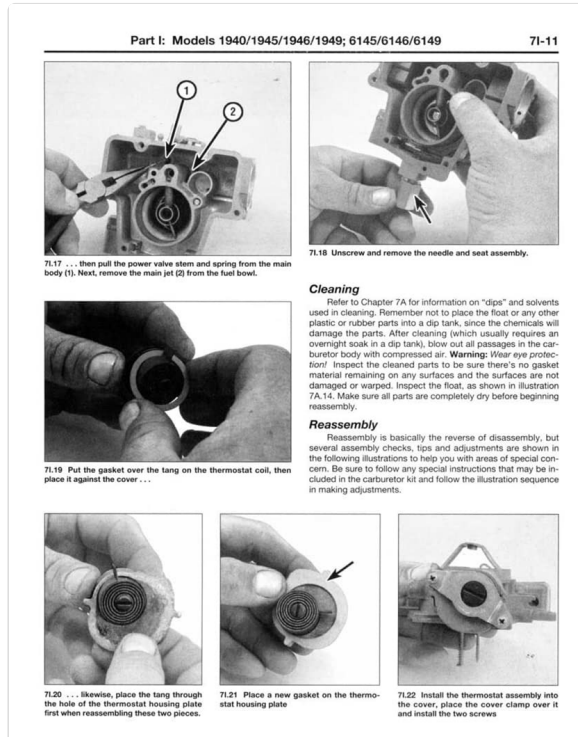 Part I: Models 1940/1945/1946/1949; 6145/6146/6149
7I-11
1
2
7I.17 . . . then pull the power valve stem and spring from the main
body (1). Next, remove the main jet (2) from the fuel bowl.
7I.18 Unscrew and remove the needle and seat assembly.
7I.19 Put the gasket over the tang on the thermostat coil, then
place it against the cover . . .
Cleaning
Refer to Chapter 7A for information on "dips" and solvents
used in cleaning. Remember not to place the float or any other
plastic or rubber parts into a dip tank, since the chemicals will
damage the parts. After cleaning (which usually requires an
overnight soak in a dip tank), blow out all passages in the car-
buretor body with compressed air. Warning: Wear eye protec-
tion! Inspect the cleaned parts to be sure there's no gasket
material remaining on any surfaces and the surfaces are not
damaged or warped. Inspect the float, as shown in illustration
7A.14. Make sure all parts are completely dry before beginning
reassembly.
Reassembly
Reassembly is basically the reverse of disassembly, but
several assembly checks, tips and adjustments are shown in
the following illustrations to help you with areas of special con-
cern. Be sure to follow any special instructions that may be in-
cluded in the carburetor kit and follow the illustration sequence
in making adjustments.
7I.20 . . . likewise, place the tang through
the hole of the thermostat housing plate
first when reassembling these two pieces.
7I.21 Place a new gasket on the thermo-
stat housing plate
7I.22 Install the thermostat assembly into
the cover, place the cover clamp over it
and install the two screws